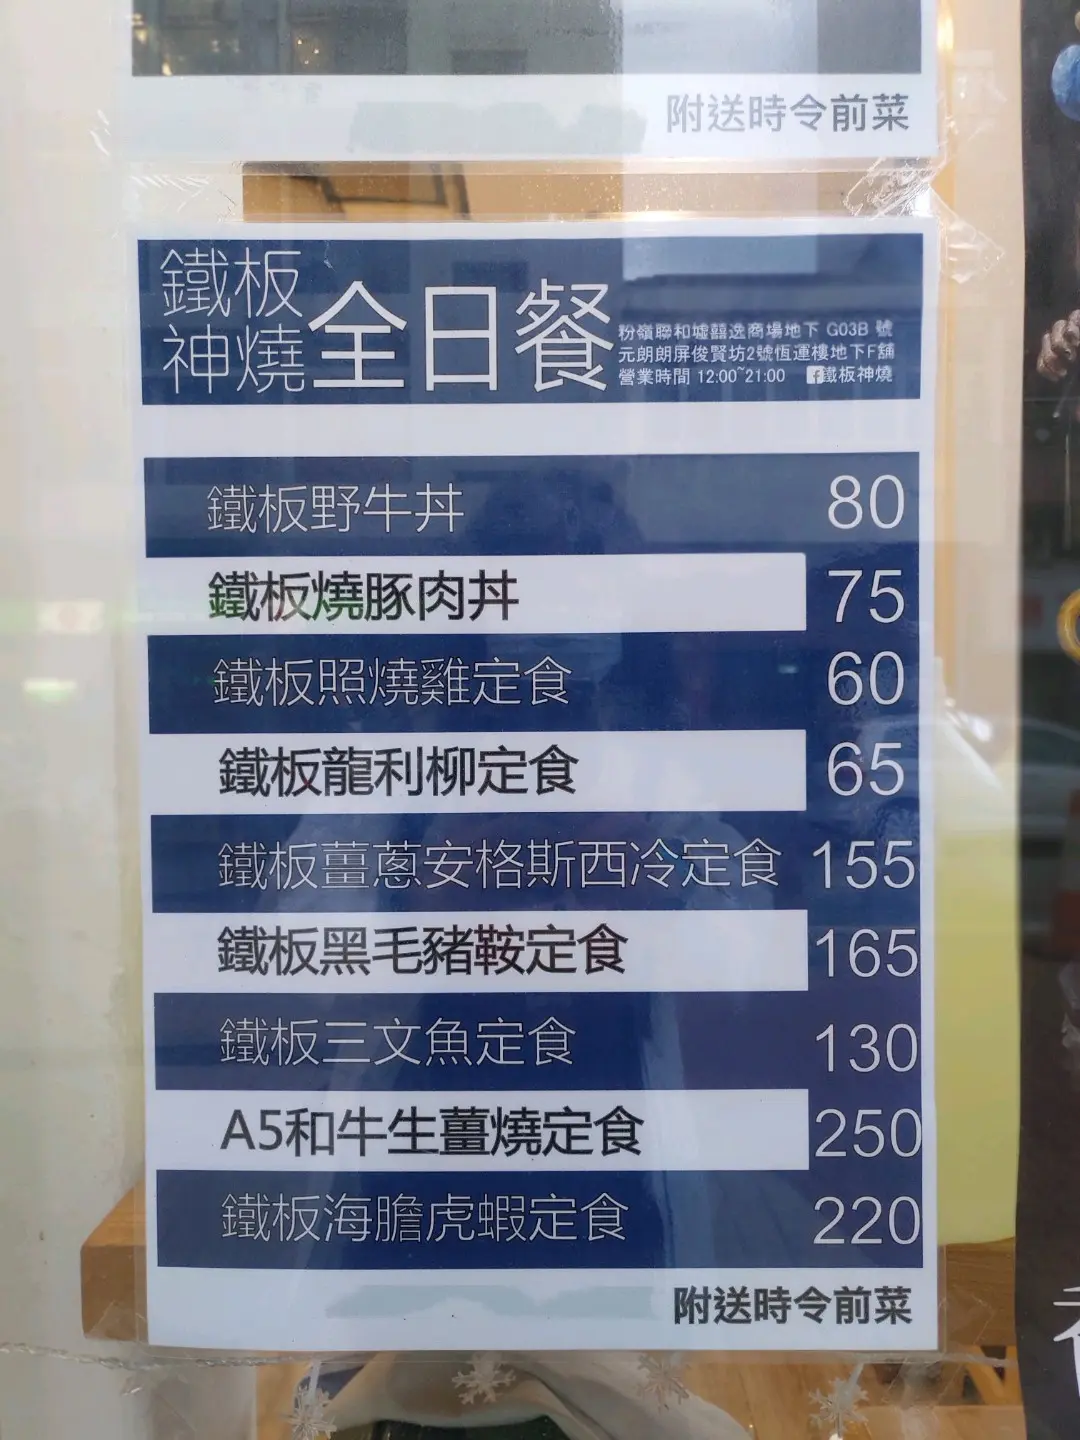 附送時令前菜
鐵板
神燒
全日餐
粉嶺聯和墟囍逸商場地下 G03B 號
元朗朗屏俊賢坊2號恆運樓地下F舖
營業時間 12:00~21:00 f鐵板神燒
鐵板野牛丼 80
鐵板燒豚肉丼 75
鐵板照燒雞定食 60
鐵板龍利柳定食 65
鐵板薑蔥安格斯西冷定食 155
鐵板黑毛豬鞍定食 165
鐵板三文魚定食 130
A5和牛生薑燒定食 250
鐵板海膽虎蝦定食 220
附送時令前菜